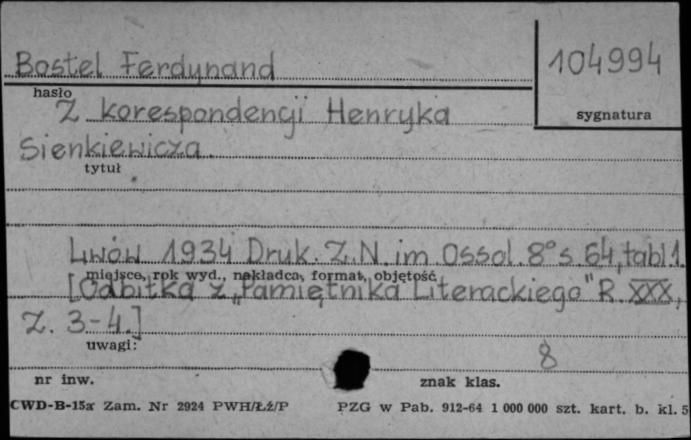 Bostel Ferdynand
104994
hasło
sygnatura
Z korespondencji Henryka
Sienkiewicza.
tytuł
Lwów 1934 Druk. Z. N. im Ossol. 8° s. 64, tabl 1.
miejsce, rok wyd., nakładca, format, objętość
[Odbitka z „Pamiętnika Literackiego" R. XXX,
Z. 3-4.]
uwagi:
8
nr inw.
znak klas.
CWD-B-15x Zam. Nr 2924 PWH/Łź/P PZG w Pab. 912-64 1 000 000 szt. kart. b. kl. 5